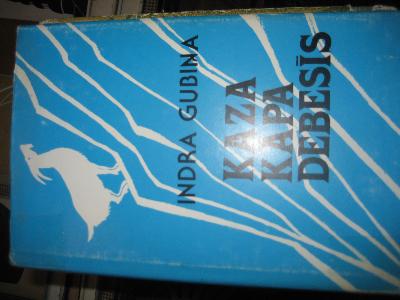 INDRA GUBIŅA
KAZA
KAPA
DEBESĪS